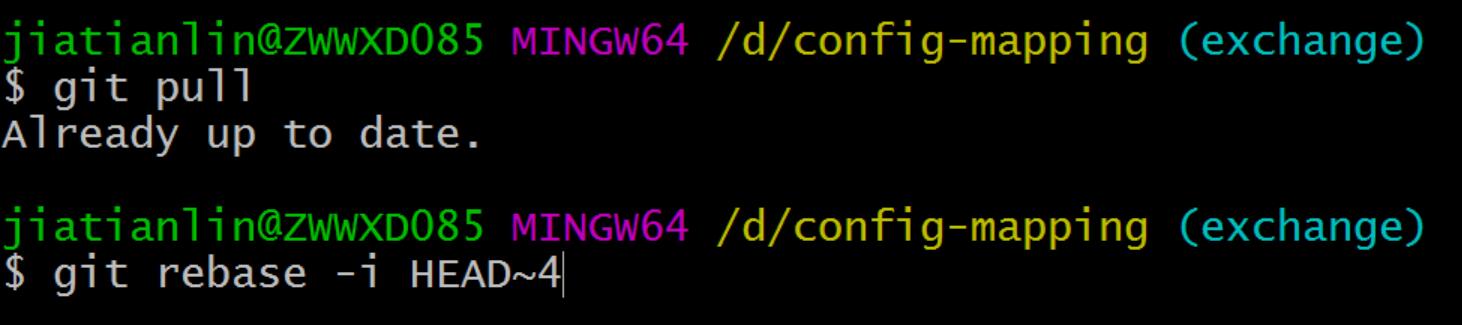 jiatianlin@ZWWXD085 MINGW64 /d/config-mapping (exchange)
$ git pull
Already up to date.
jiatianlin@ZWWXD085 MINGW64 /d/config-mapping (exchange)
$ git rebase -i HEAD~4